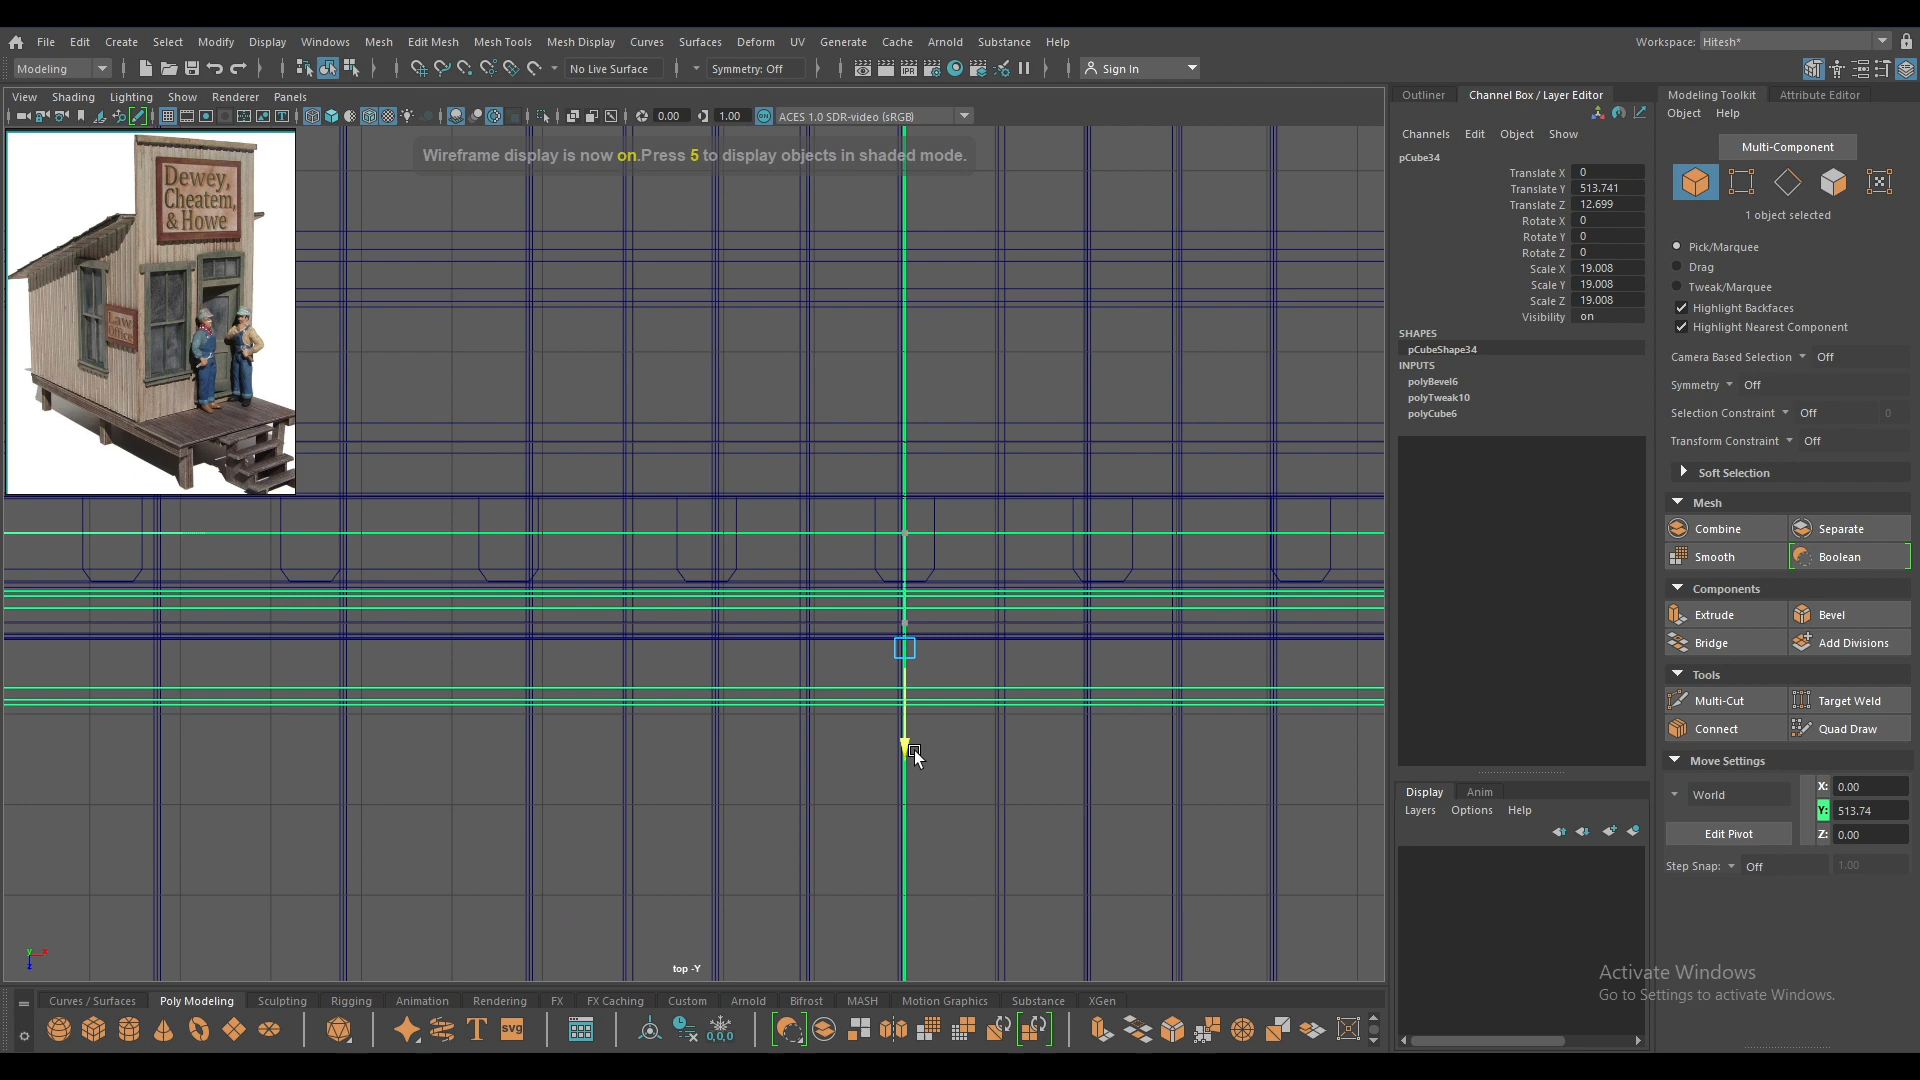 File Edit Create Select Modify Display Windows Mesh Edit Mesh Mesh Tools Mesh Display Curves Surfaces Deform UV Generate Cache Arnold Substance Help
Workspace: Hitesh*
Modeling
No Live Surface
Symmetry: Off
Sign In
View Shading Lighting Show Renderer Panels
0.00
1.00
ACES 1.0 SDR-video (sRGB)
Wireframe display is now on.Press 5 to display objects in shaded mode.
Dewey,
Cheatem,
& Howe
Law
Office
top -Y
Outliner
Channel Box / Layer Editor
Channels Edit Object Show
pCube34
Translate X 0
Translate Y 513.741
Translate Z 12.699
Rotate X 0
Rotate Y 0
Rotate Z 0
Scale X 19.008
Scale Y 19.008
Scale Z 19.008
Visibility on
SHAPES
pCubeShape34
INPUTS
polyBevel6
polyTweak10
polyCube6
Display Anim
Layers Options Help
Modeling Toolkit
Attribute Editor
Object Help
Multi-Component
1 object selected
Pick/Marquee
Drag
Tweak/Marquee
Highlight Backfaces
Highlight Nearest Component
Camera Based Selection Off
Symmetry Off
Selection Constraint Off 0
Transform Constraint Off
Soft Selection
Mesh
Combine Separate
Smooth Boolean
Components
Extrude Bevel
Bridge Add Divisions
Tools
Multi-Cut Target Weld
Connect Quad Draw
Move Settings
World
X: 0.00
Y: 513.74
Edit Pivot
Z: 0.00
Step Snap: Off 1.00
Activate Windows
Go to Settings to activate Windows.
Curves / Surfaces Poly Modeling Sculpting Rigging Animation Rendering FX FX Caching Custom Arnold Bifrost MASH Motion Graphics Substance XGen
T
svg
0,0,0